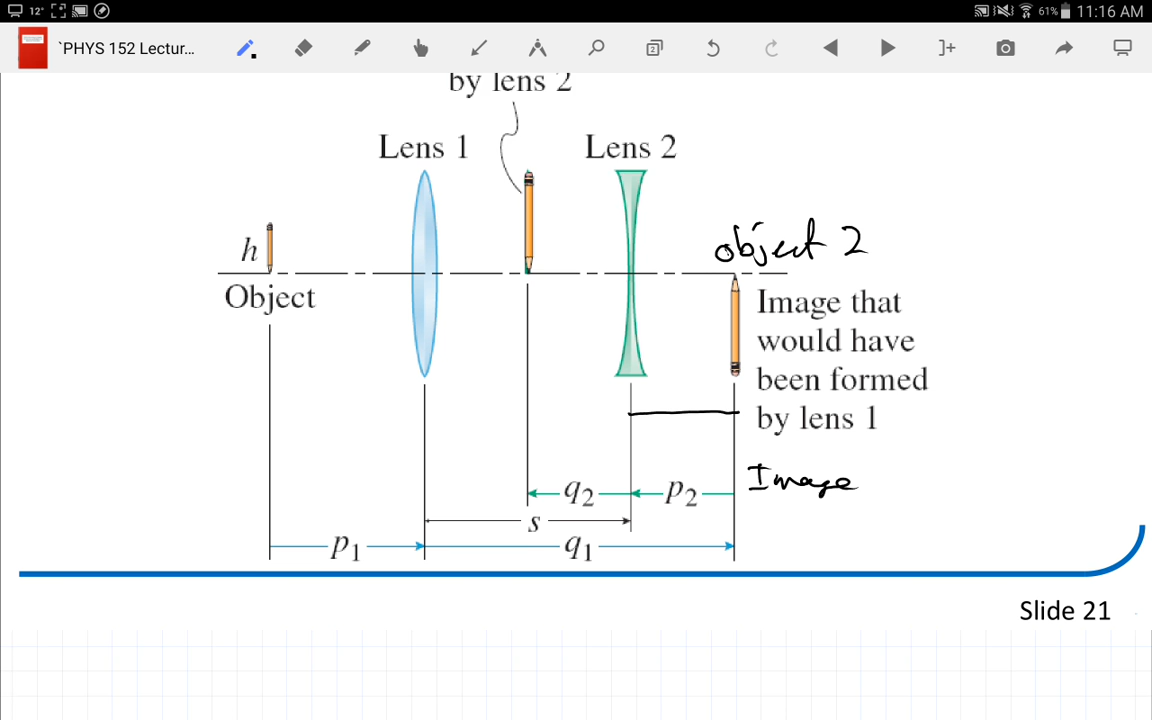 12°
61% 11:16 AM
`PHYS 152 Lectur...
2
by lens 2
Lens 1
Lens 2
object 2
h
Object
Image that
would have
been formed
by lens 1
Image
q2
p2
s
p1
q1
Slide 21